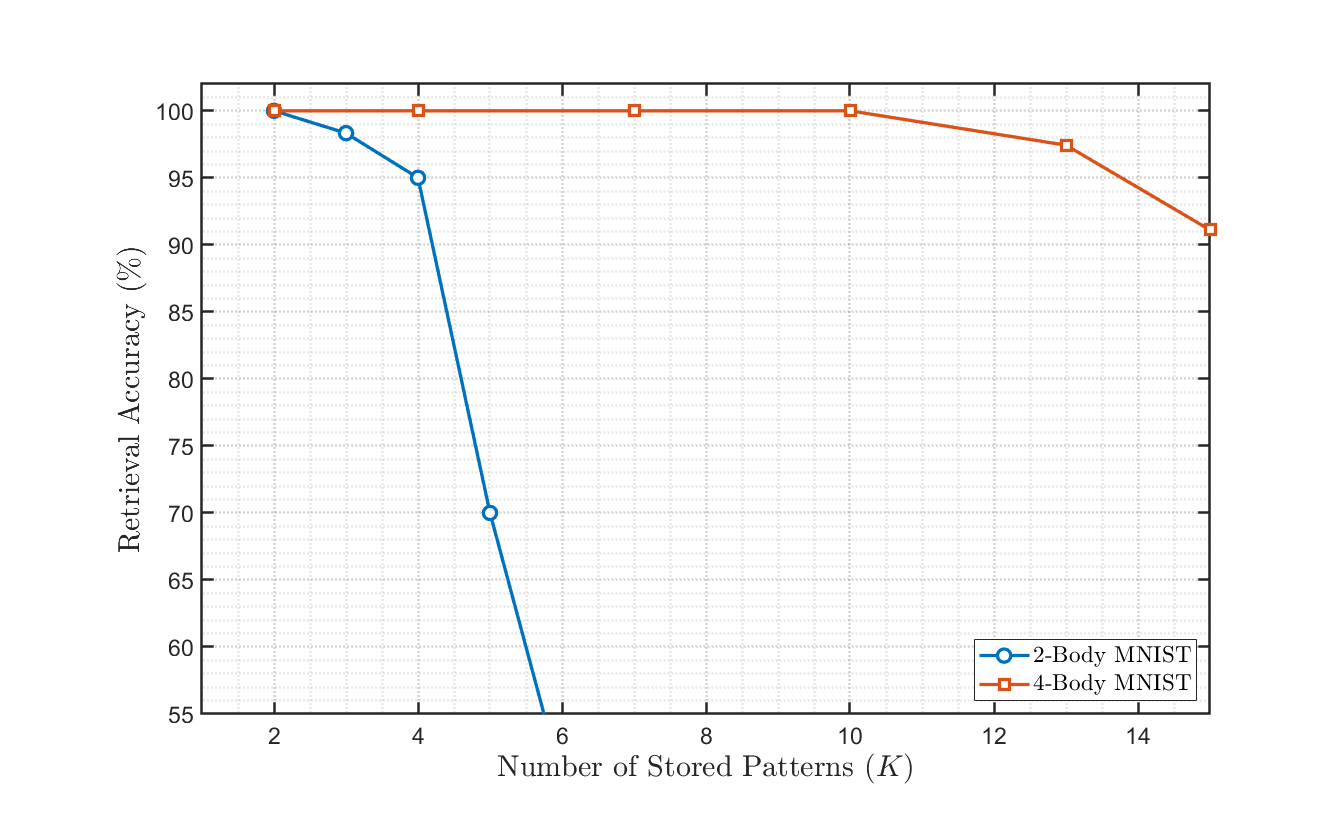 100
95
90
85
80
75
70
65
60
55
Retrieval Accuracy (%)
2-Body MNIST
4-Body MNIST
2 4 6 8 10 12 14
Number of Stored Patterns (K)